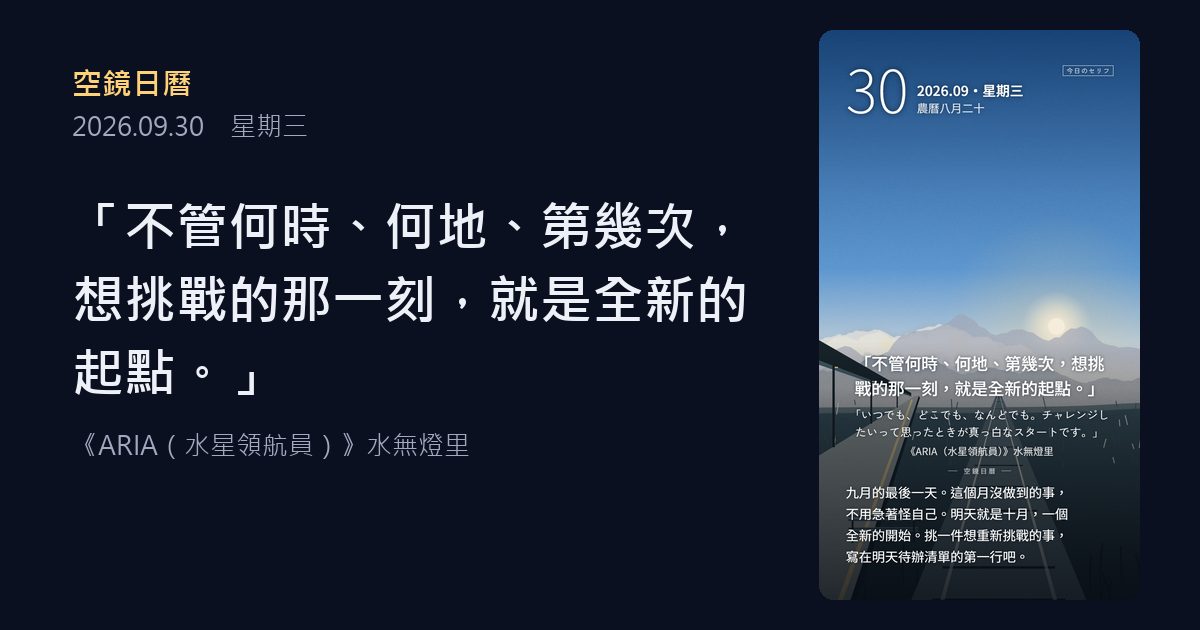 空鏡日曆
2026.09.30 星期三
「不管何時、何地、第幾次，
想挑戰的那一刻，就是全新的
起點。」
《ARIA（水星領航員）》水無燈里
30
2026.09・星期三
農曆八月二十
今日のセリフ
「不管何時、何地、第幾次，想挑
戰的那一刻，就是全新的起點。」
「いつでも、どこでも、なんどでも。チャレンジし
たいって思ったときが真っ白なスタートです。」
《ARIA（水星領航員）》水無燈里
— 空鏡日曆 —
九月的最後一天。這個月沒做到的事，
不用急著怪自己。明天就是十月，一個
全新的開始。挑一件想重新挑戰的事，
寫在明天待辦清單的第一行吧。